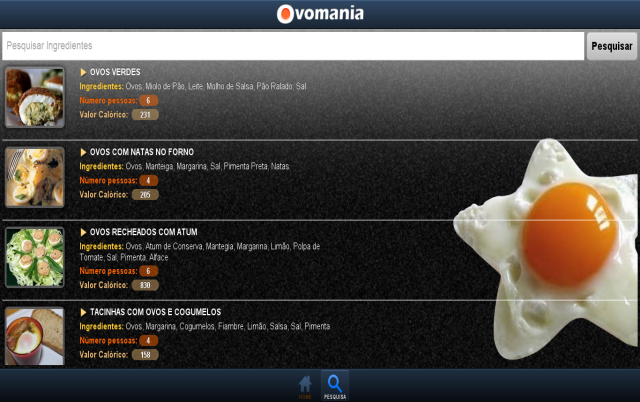 Ovomania
Pesquisar Ingredientes
Pesquisar
OVOS VERDES
Ingredientes: Ovos, Miolo de Pão, Leite, Molho de Salsa, Pão Ralado, Sal
Número pessoas: 6
Valor Calórico: 231
OVOS COM NATAS NO FORNO
Ingredientes: Ovos, Manteiga, Margarina, Sal, Pimenta Preta, Natas
Número pessoas: 4
Valor Calórico: 205
OVOS RECHEADOS COM ATUM
Ingredientes: Ovos, Atum de Conserva, Mantegia, Margarina, Limão, Polpa de
Tomate, Sal, Pimenta, Alface
Número pessoas: 6
Valor Calórico: 830
TACINHAS COM OVOS E COGUMELOS
Ingredientes: Ovos, Margarina, Cogumelos, Fiambre, Limão, Salsa, Sal, Pimenta
Número pessoas: 4
Valor Calórico: 158
HOME
PESQUISA